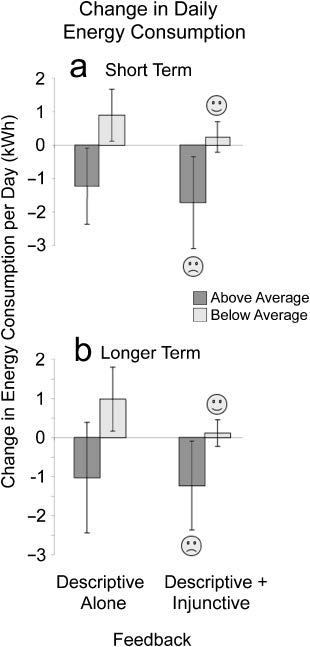 Change in Daily
Energy Consumption
a Short Term
2
1
0
−1
−2
−3
Above Average
Below Average
b Longer Term
2
1
0
-1
-2
−3
Change in Energy Consumption per Day (kWh)
Descriptive Descriptive +
Alone Injunctive
Feedback